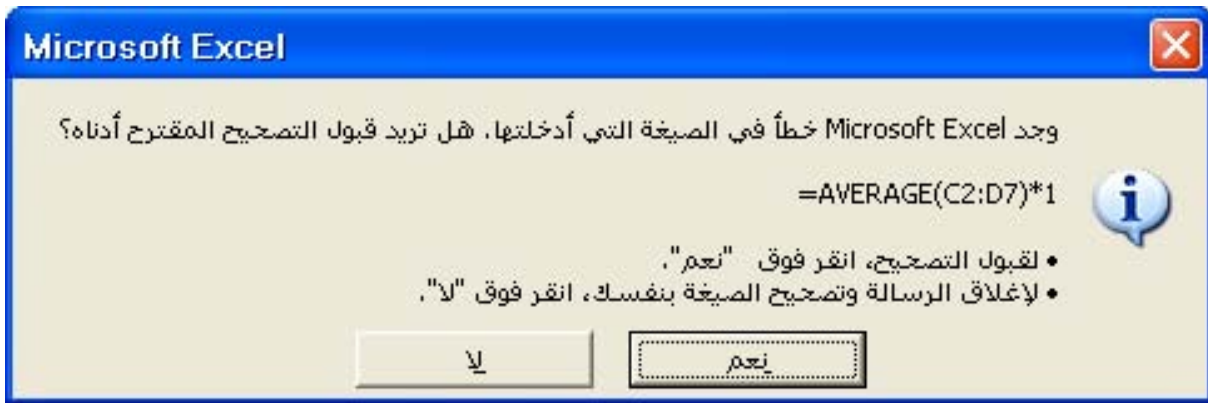 Microsoft Excel
وجد Microsoft Excel خطأ في الصيغة التي أدخلتها. هل تريد قبول التصحيح المقترح أدناه؟
=AVERAGE(C2:D7)*1
• لقبول التصحيح، انقر فوق "نعم".
• لإغلاق الرسالة وتصحيح الصيغة بنفسك، انقر فوق "لا".
نعم
لا